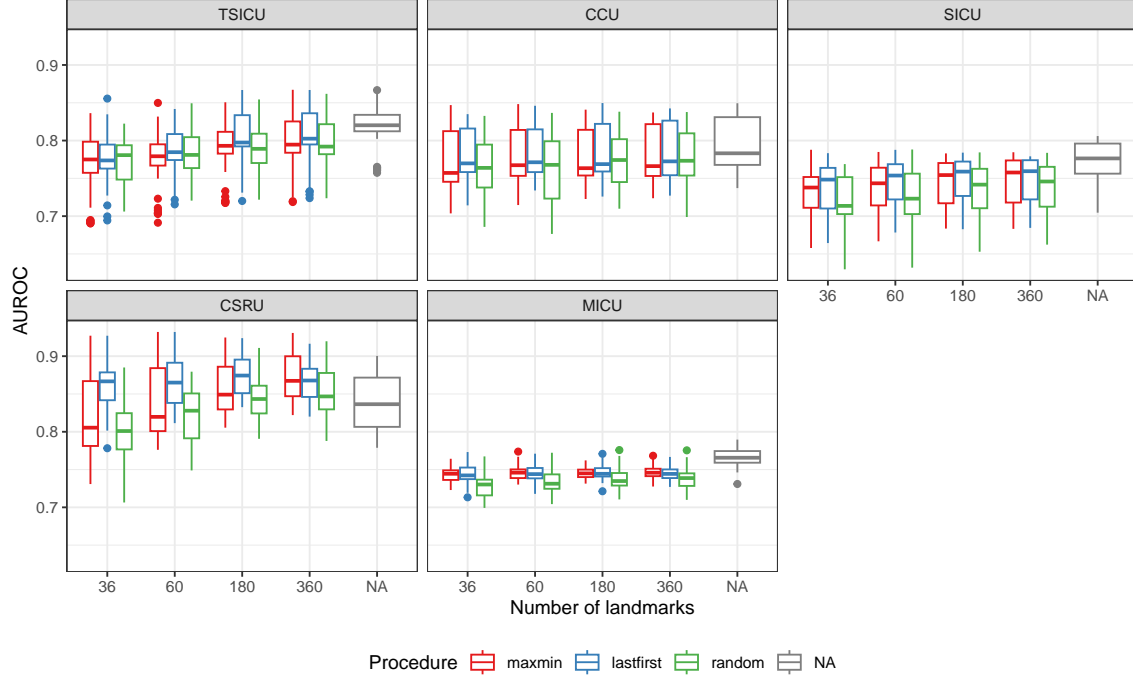 TSICU
CCU
SICU
0.9
0.8
0.7
36 60 180 360 NA
CSRU
MICU
0.9
0.8
0.7
36 60 180 360 NA
36 60 180 360 NA
AUROC
Number of landmarks
Procedure maxmin lastfirst random NA